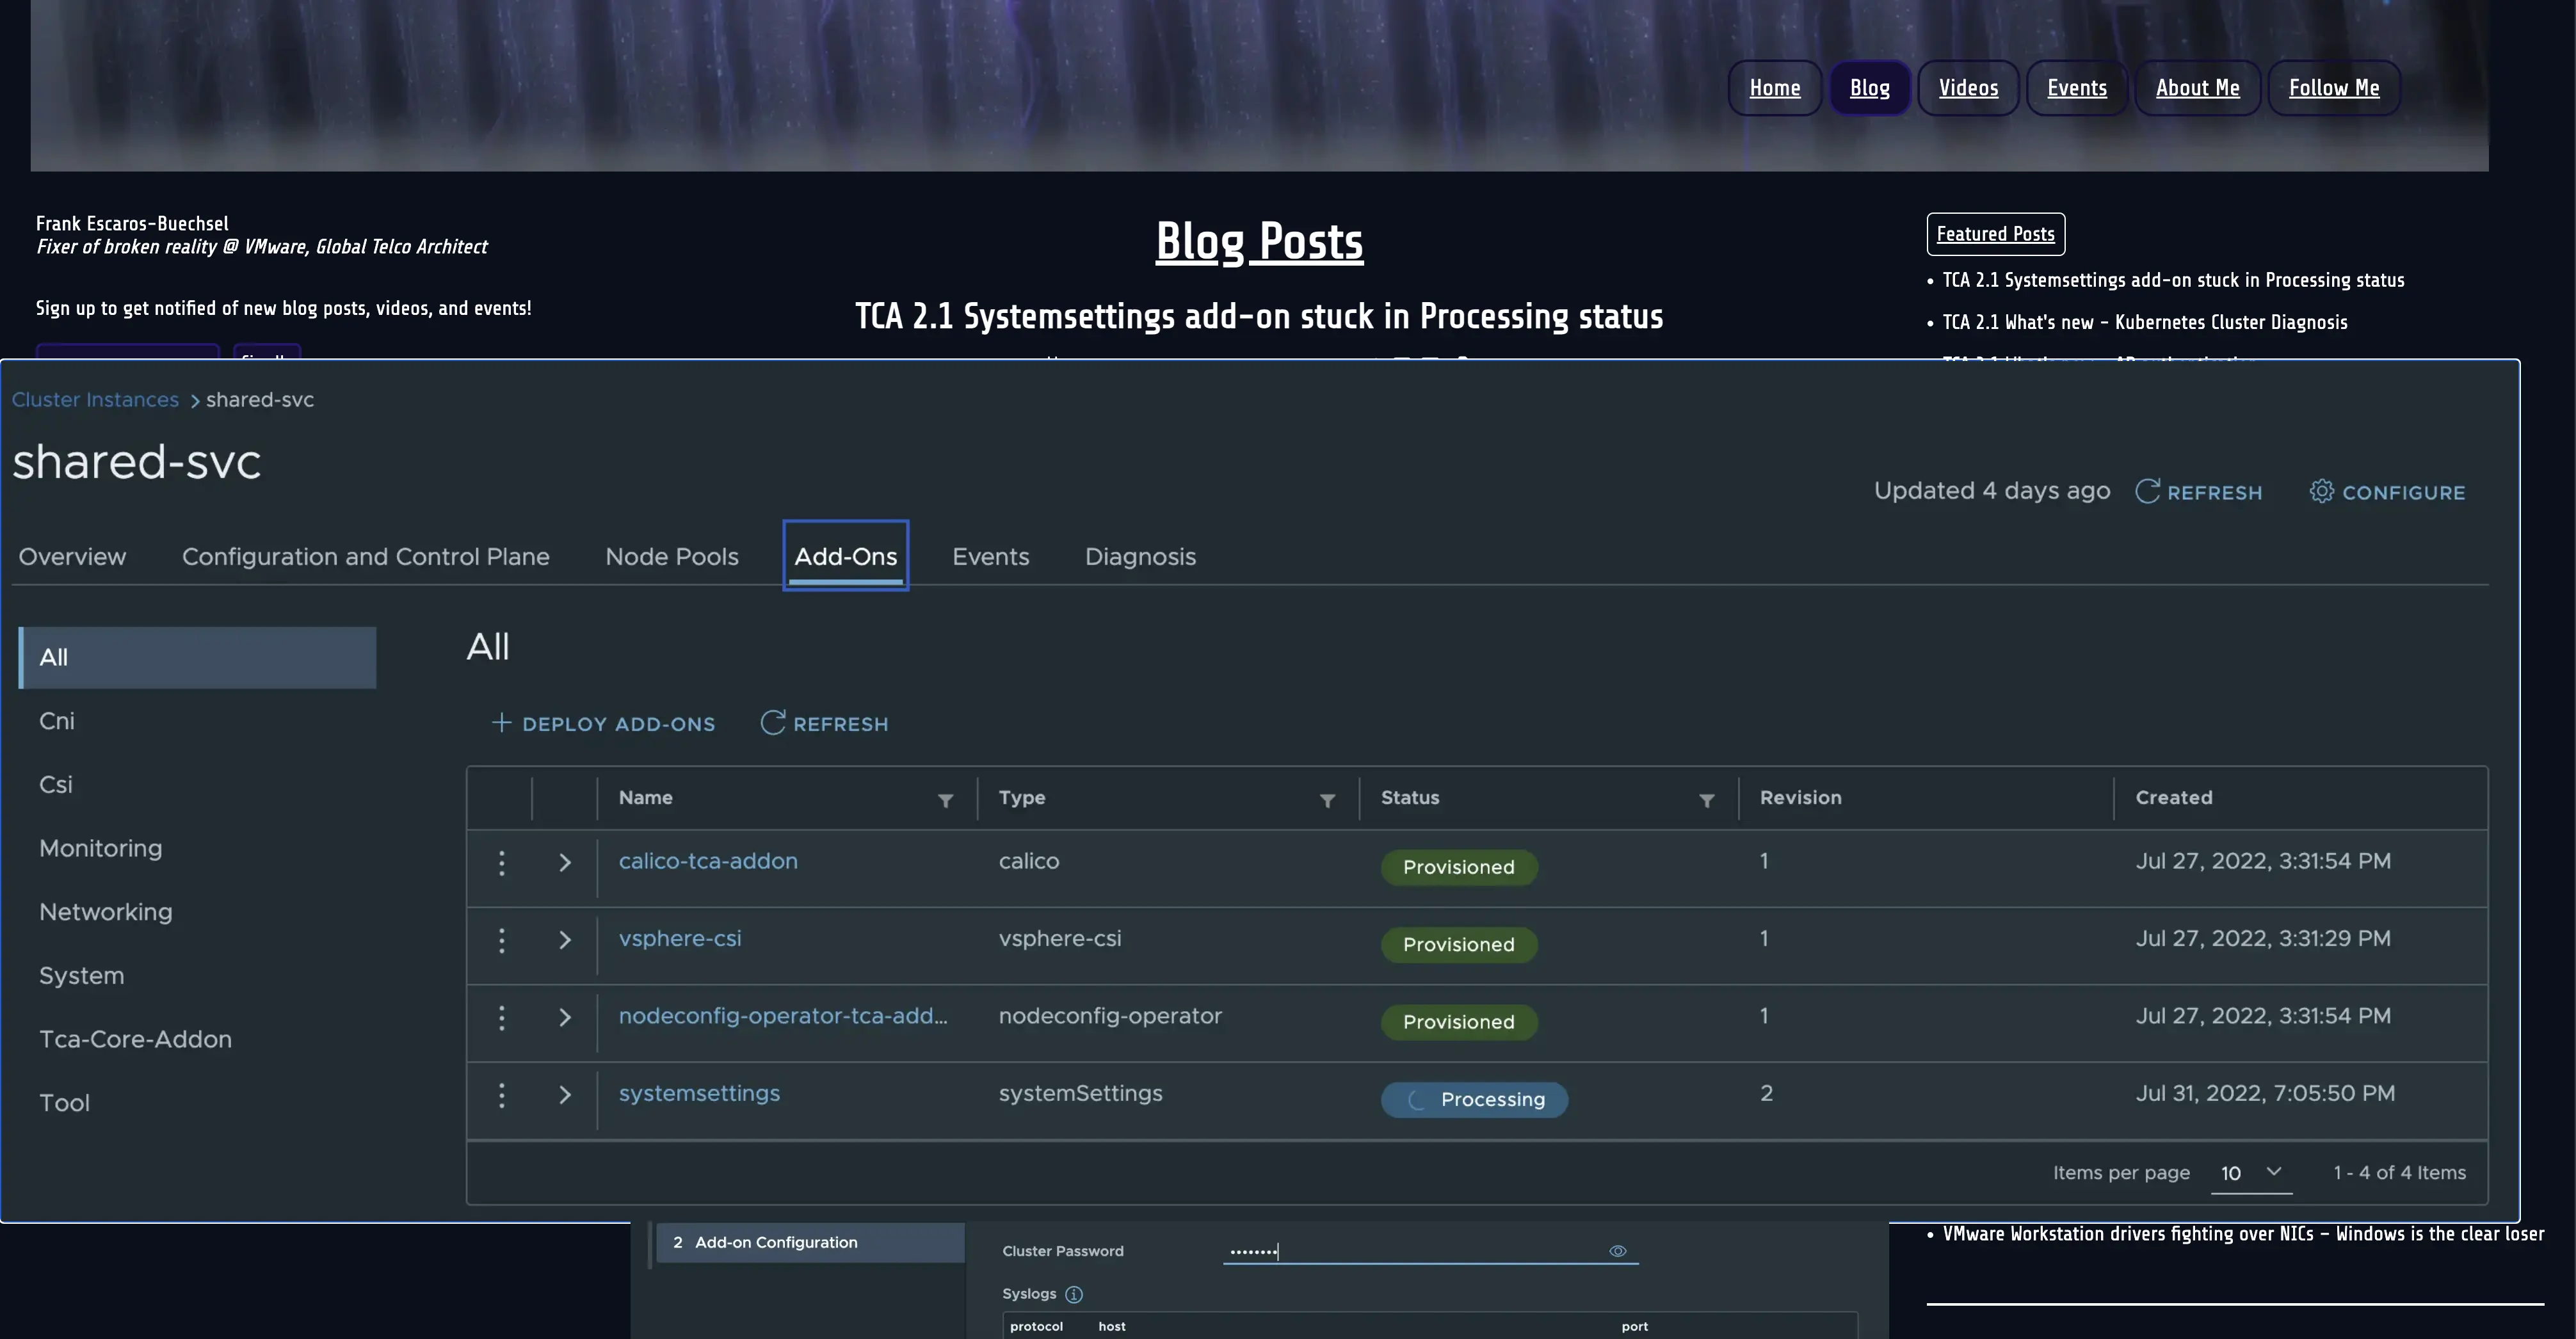 Home Blog Videos Events About Me Follow Me
Frank Escaros-Buechsel
Fixer of broken reality @ VMware, Global Telco Architect
Sign up to get notified of new blog posts, videos, and events!
Blog Posts
TCA 2.1 Systemsettings add-on stuck in Processing status
Featured Posts
• TCA 2.1 Systemsettings add-on stuck in Processing status
• TCA 2.1 What's new - Kubernetes Cluster Diagnosis
Cluster Instances > shared-svc
shared-svc
Updated 4 days ago REFRESH CONFIGURE
Overview Configuration and Control Plane Node Pools Add-Ons Events Diagnosis
All
Cni
Csi
Monitoring
Networking
System
Tca-Core-Addon
Tool
All
+ DEPLOY ADD-ONS REFRESH
Name Type Status Revision Created
calico-tca-addon calico Provisioned 1 Jul 27, 2022, 3:31:54 PM
vsphere-csi vsphere-csi Provisioned 1 Jul 27, 2022, 3:31:29 PM
nodeconfig-operator-tca-add... nodeconfig-operator Provisioned 1 Jul 27, 2022, 3:31:54 PM
systemsettings systemSettings Processing 2 Jul 31, 2022, 7:05:50 PM
Items per page 10 1 - 4 of 4 Items
2 Add-on Configuration
Cluster Password ••••••••
Syslogs
protocol host port
• VMware Workstation drivers fighting over NICs - Windows is the clear loser